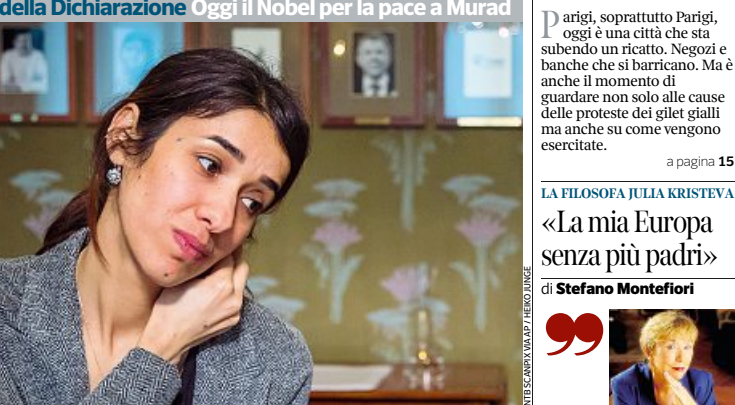 della Dichiarazione Oggi il Nobel per la pace a Murad
NTB SCANPIX VIA AP / HEIKO JUNGE
Parigi, soprattutto Parigi,
oggi è una città che sta
subendo un ricatto. Negozi e
banche che si barricano. Ma è
anche il momento di
guardare non solo alle cause
delle proteste dei gilet gialli
ma anche su come vengono
esercitate.
a pagina 15
LA FILOSOFA JULIA KRISTEVA
«La mia Europa
senza più padri»
di Stefano Montefiori